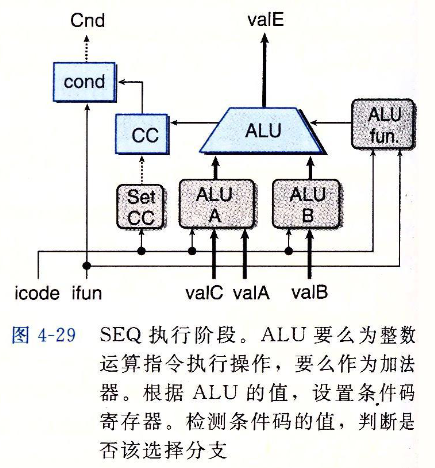 Cnd
valE
cond
CC
ALU
ALU
fun.
Set
CC
ALU
A
ALU
B
icode ifun
valC valA
valB
图 4-29 SEQ 执行阶段。ALU 要么为整数
运算指令执行操作，要么作为加法
器。根据 ALU 的值，设置条件码
寄存器。检测条件码的值，判断是
否该选择分支